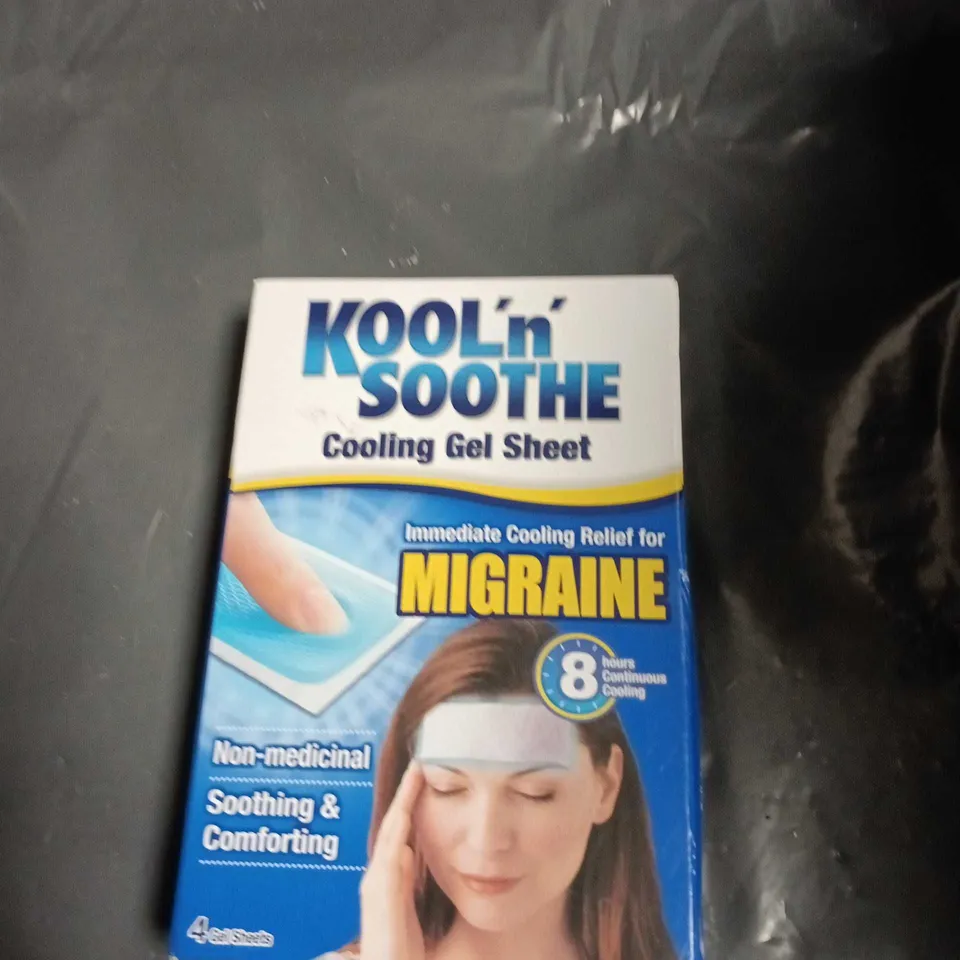 KOOL'n'
SOOTHE
Cooling Gel Sheet
Immediate Cooling Relief for
MIGRAINE
8 hours
Continuous
Cooling
Non-medicinal
Soothing &
Comforting
4 Gel Sheets